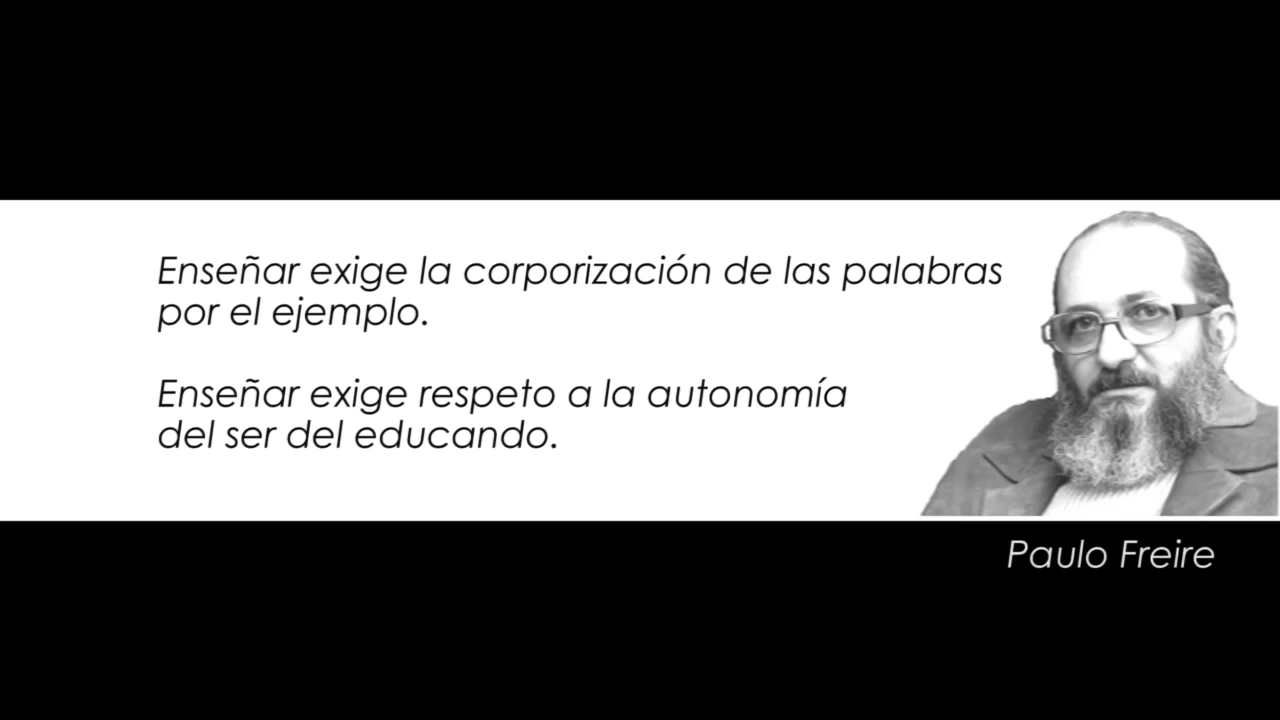 Enseñar exige la corporización de las palabras
por el ejemplo.
Enseñar exige respeto a la autonomía
del ser del educando.
Paulo Freire